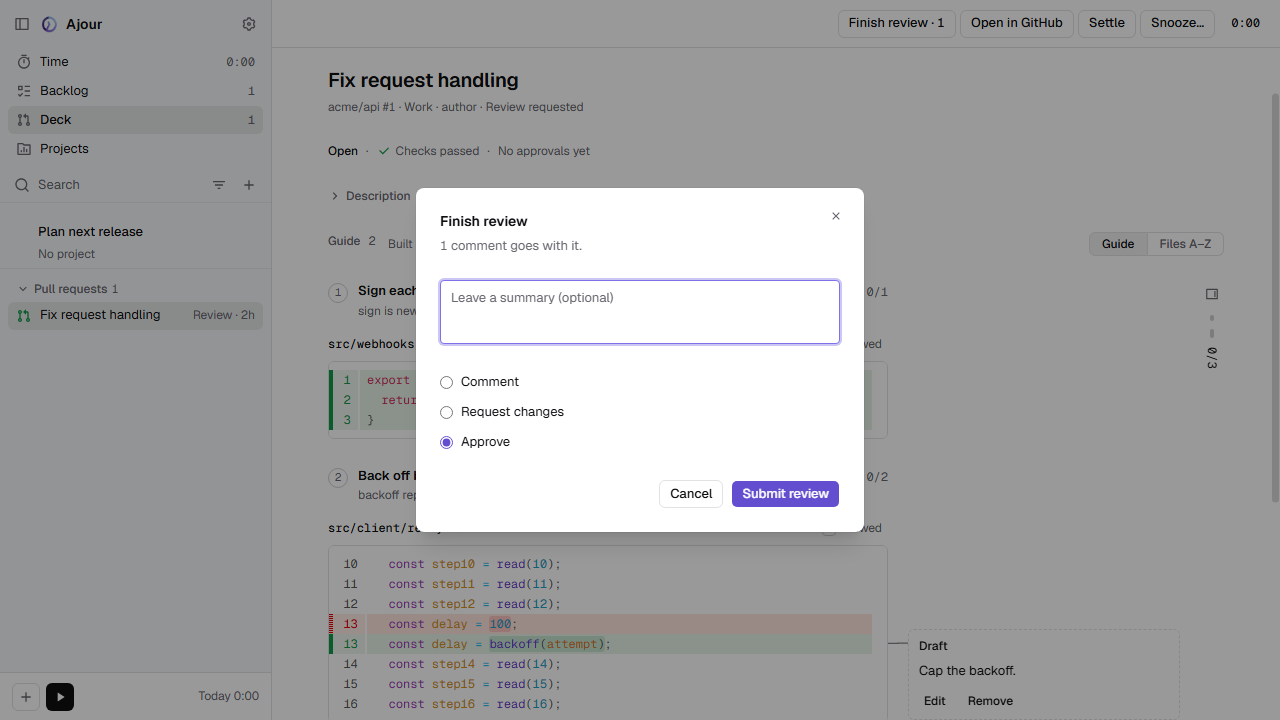 Ajour
Time 0:00
Backlog 1
Deck 1
Projects
Search
Plan next release
No project
Pull requests 1
Fix request handling Review · 2h
Today 0:00
Finish review · 1 Open in GitHub Settle Snooze… 0:00
Fix request handling
acme/api #1 · Work · author · Review requested
Open · Checks passed · No approvals yet
Description
Guide 2 Built
Guide Files A–Z
1 Sign each 0/1
sign is new
src/webhooks
1 export
2 retur
3 }
0/3
2 Back off 0/2
backoff rep
src/client/re
10 const step10 = read(10);
11 const step11 = read(11);
12 const step12 = read(12);
13 const delay = 100;
13 const delay = backoff(attempt);
14 const step14 = read(14);
15 const step15 = read(15);
16 const step16 = read(16);
Draft
Cap the backoff.
Edit Remove
Finish review
1 comment goes with it.
Leave a summary (optional)
Comment
Request changes
Approve
Cancel Submit review